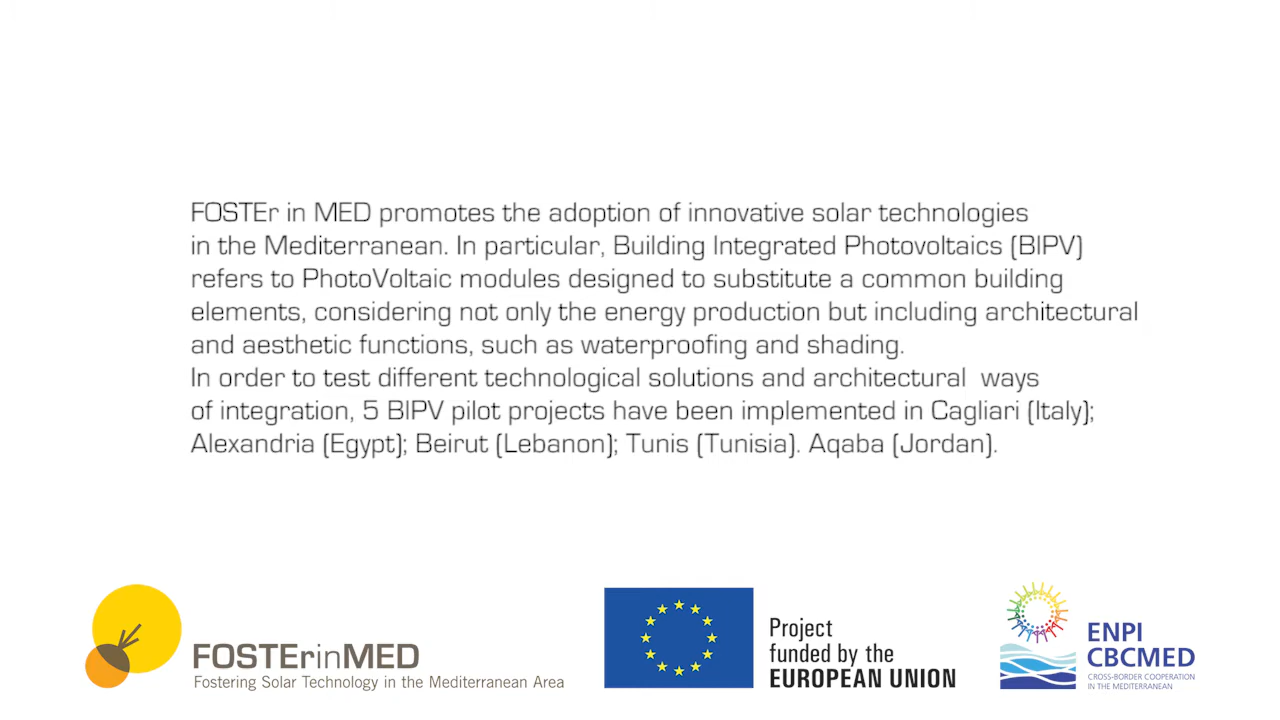 FOSTEr in MED promotes the adoption of innovative solar technologies
in the Mediterranean. In particular, Building Integrated Photovoltaics (BIPV)
refers to PhotoVoltaic modules designed to substitute a common building
elements, considering not only the energy production but including architectural
and aesthetic functions, such as waterproofing and shading.
In order to test different technological solutions and architectural ways
of integration, 5 BIPV pilot projects have been implemented in Cagliari (Italy);
Alexandria (Egypt); Beirut (Lebanon); Tunis (Tunisia). Aqaba (Jordan).
FOSTErinMED
Fostering Solar Technology in the Mediterranean Area
Project
funded by the
EUROPEAN UNION
ENPI
CBCMED
CROSS-BORDER COOPERATION
IN THE MEDITERRANEAN